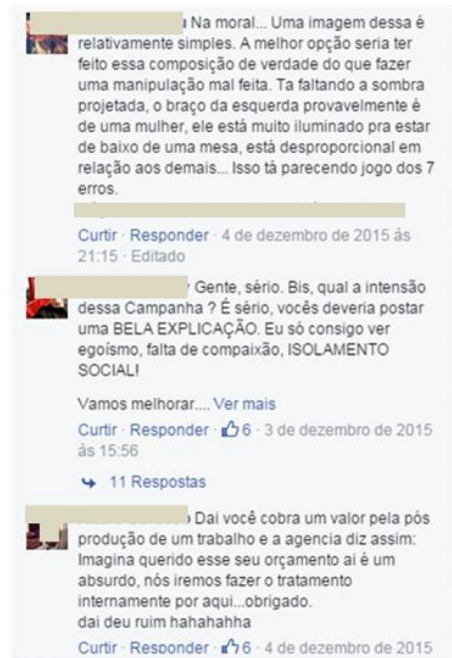 Na moral... Uma imagem dessa é
relativamente simples. A melhor opção seria ter
feito essa composição de verdade do que fazer
uma manipulação mal feita. Ta faltando a sombra
projetada, o braço da esquerda provavelmente é
de uma mulher, ele está muito iluminado pra estar
de baixo de uma mesa, está desproporcional em
relação aos demais... Isso tá parecendo jogo dos 7
erros.
Curtir · Responder · 4 de dezembro de 2015 às
21:15 · Editado
Gente, sério. Bis, qual a intensão
dessa Campanha ? É sério, vocês deveria postar
uma BELA EXPLICAÇÃO. Eu só consigo ver
egoísmo, falta de compaixão, ISOLAMENTO
SOCIAL!
Vamos melhorar.... Ver mais
Curtir · Responder · 6 · 3 de dezembro de 2015
às 15:56
11 Respostas
Dai você cobra um valor pela pós
produção de um trabalho e a agencia diz assim:
Imagina querido esse seu orçamento ai é um
absurdo, nós iremos fazer o tratamento
internamente por aqui...obrigado.
dai deu ruim hahahahha
Curtir · Responder · 6 · 4 de dezembro de 2015